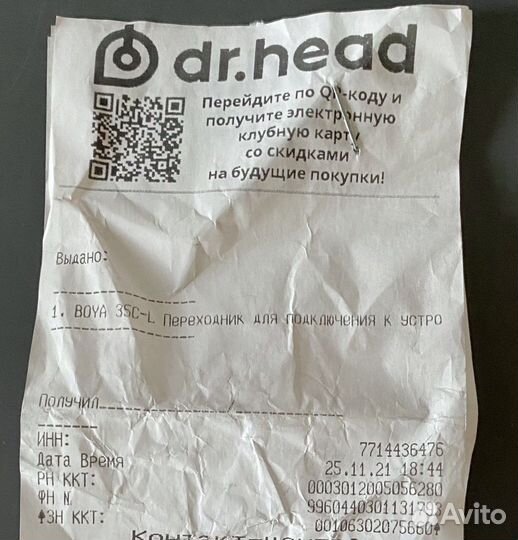 dr.head
Перейдите по QR-коду и
получите электронную
клубную карту
со скидками
на будущие покупки!
Выдано:
1. BOYA 35C-L Переходник для подключения к устро
Получил
ИНН: 7714436476
Дата Время 25.11.21 18:44
РН ККТ: 0003012005056280
ФН N 9960440301131793
ЗН ККТ: 00106302075660
Avito